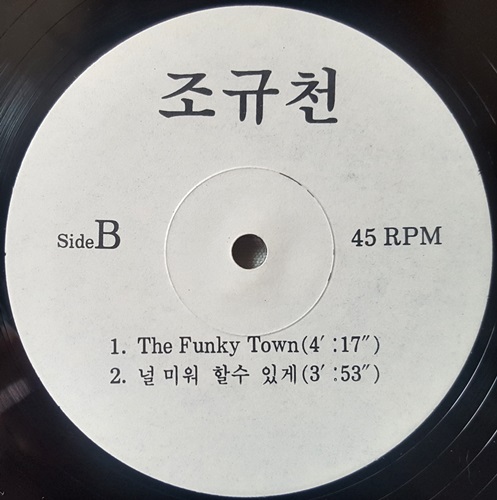 조규천
Side B
45 RPM
1. The Funky Town(4′ :17″)
2. 널 미워 할수 있게(3′ :53″)